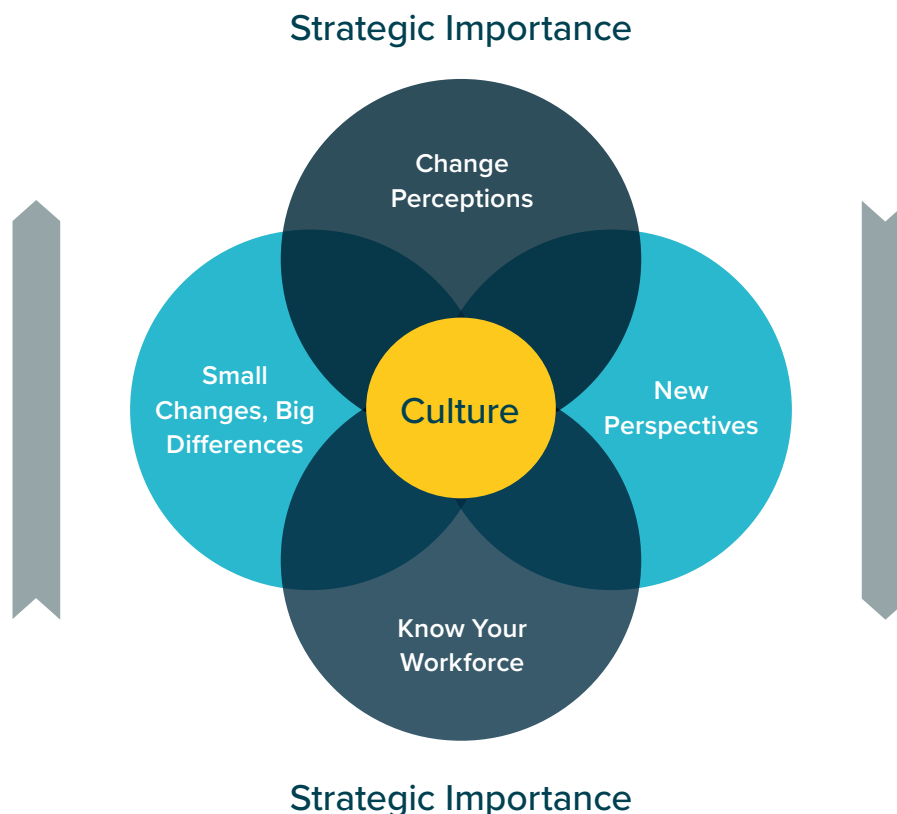 Strategic Importance
Change
Perceptions
Small
Changes, Big
Differences
Culture
New
Perspectives
Know Your
Workforce
Strategic Importance